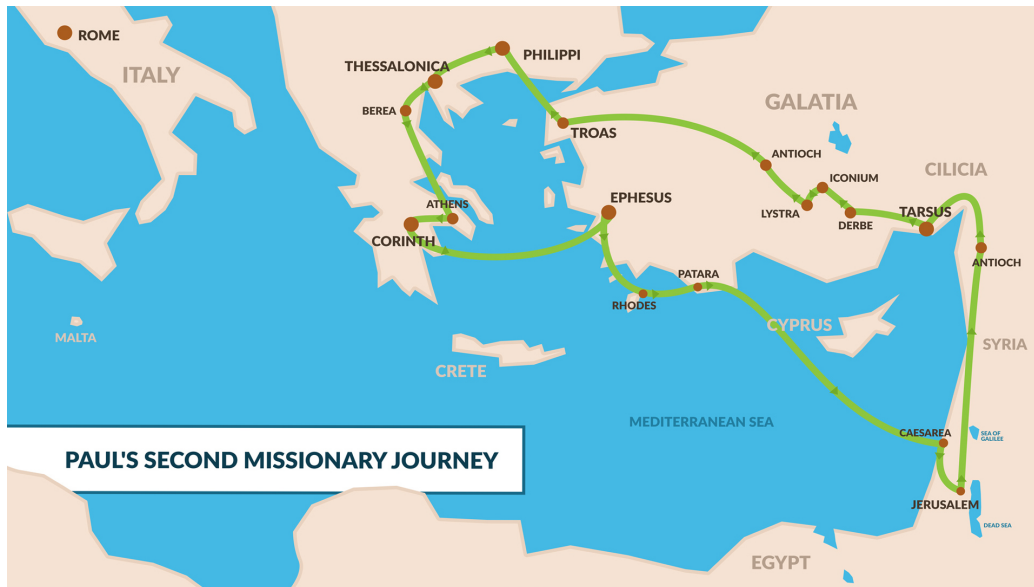 ROME
ITALY
THESSALONICA
PHILIPPI
BEREA
TROAS
GALATIA
ANTIOCH
ICONIUM
CILICIA
LYSTRA
DERBE
TARSUS
EPHESUS
ATHENS
CORINTH
ANTIOCH
PATARA
RHODES
CYPRUS
MALTA
SYRIA
CRETE
MEDITERRANEAN SEA
CAESAREA
SEA OF
GALILEE
PAUL'S SECOND MISSIONARY JOURNEY
JERUSALEM
DEAD SEA
EGYPT